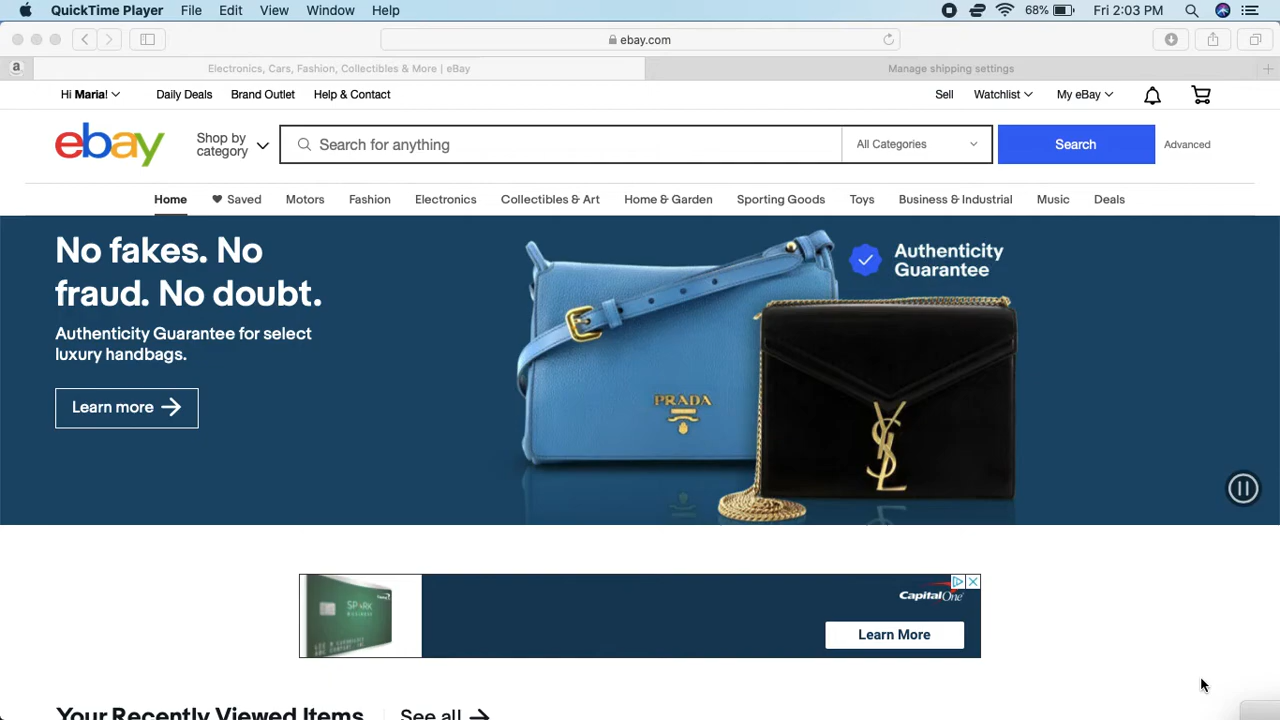 QuickTime Player File Edit View Window Help 68% Fri 2:03 PM
ebay.com
a Electronics, Cars, Fashion, Collectibles & More | eBay Manage shipping settings
Hi Maria! Daily Deals Brand Outlet Help & Contact Sell Watchlist My eBay
ebay Shop by category Search for anything All Categories Search Advanced
Home Saved Motors Fashion Electronics Collectibles & Art Home & Garden Sporting Goods Toys Business & Industrial Music Deals
No fakes. No
fraud. No doubt.
Authenticity Guarantee for select
luxury handbags.
Learn more
Authenticity
Guarantee
PRADA
YSL
SPARK
BUSINESS
Capital One
Learn More
Your Recently Viewed Items See all